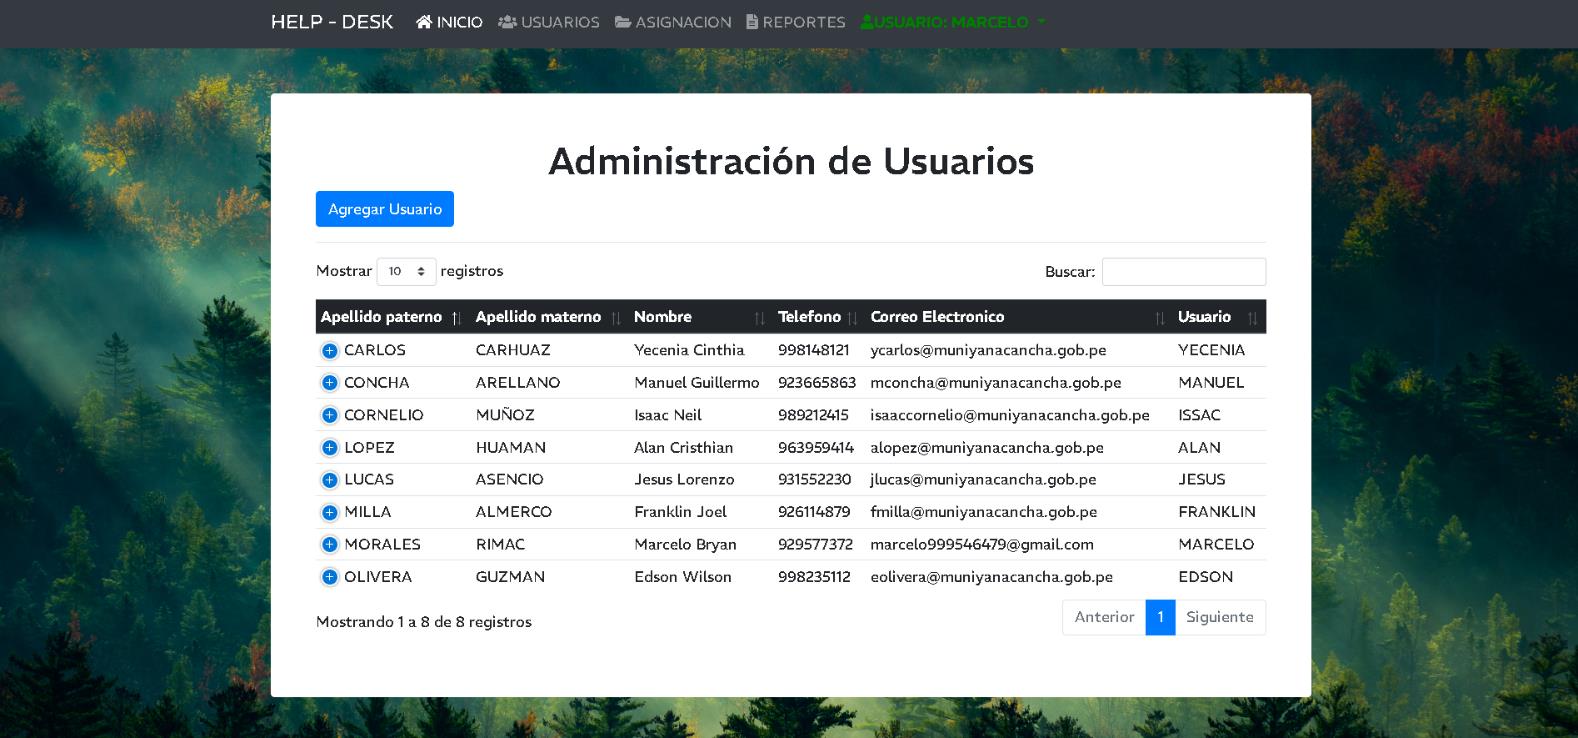 HELP - DESK INICIO USUARIOS ASIGNACION REPORTES USUARIO: MARCELO
Administración de Usuarios
Agregar Usuario
Mostrar 10 registros Buscar:
Apellido paterno Apellido materno Nombre Telefono Correo Electronico Usuario
CARLOS CARHUAZ Yecenia Cinthia 998148121 ycarlos@muniyanacancha.gob.pe YECENIA
CONCHA ARELLANO Manuel Guillermo 923665863 mconcha@muniyanacancha.gob.pe MANUEL
CORNELIO MUÑOZ Isaac Neil 989212415 isaaccornelio@muniyanacancha.gob.pe ISSAC
LOPEZ HUAMAN Alan Cristhian 963959414 alopez@muniyanacancha.gob.pe ALAN
LUCAS ASENCIO Jesus Lorenzo 931552230 jlucas@muniyanacancha.gob.pe JESUS
MILLA ALMERCO Franklin Joel 926114879 fmilla@muniyanacancha.gob.pe FRANKLIN
MORALES RIMAC Marcelo Bryan 929577372 marcelo999546479@gmail.com MARCELO
OLIVERA GUZMAN Edson Wilson 998235112 eolivera@muniyanacancha.gob.pe EDSON
Mostrando 1 a 8 de 8 registros Anterior 1 Siguiente